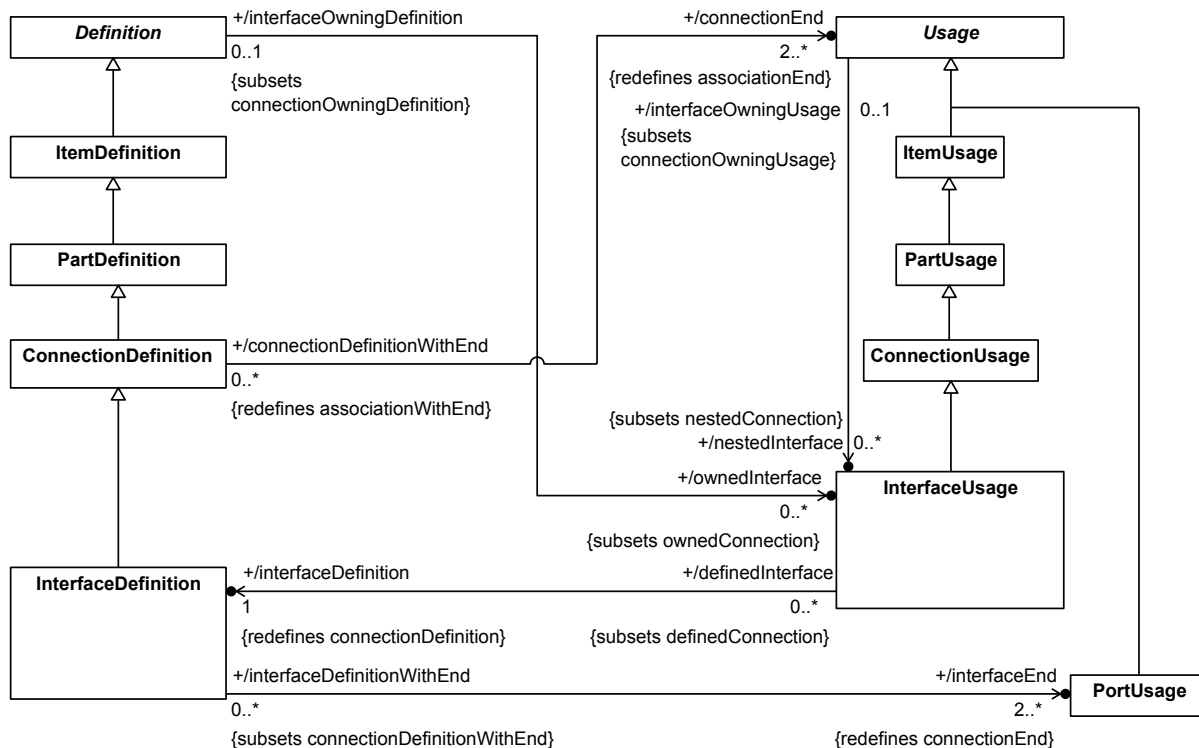 +/interfaceOwningDefinition
+/connectionEnd
Definition
Usage
0..1
2..*
{subsets
connectionOwningDefinition}
{redefines associationEnd}
+/interfaceOwningUsage
0..1
{subsets
connectionOwningUsage}
ItemDefinition
ItemUsage
PartDefinition
PartUsage
ConnectionDefinition
+/connectionDefinitionWithEnd
0..*
{redefines associationWithEnd}
ConnectionUsage
{subsets nestedConnection}
+/nestedInterface
0..*
+/ownedInterface
0..*
{subsets ownedConnection}
InterfaceUsage
InterfaceDefinition
+/interfaceDefinition
1
{redefines connectionDefinition}
+/definedInterface
0..*
{subsets definedConnection}
+/interfaceDefinitionWithEnd
0..*
{subsets connectionDefinitionWithEnd}
+/interfaceEnd
2..*
{redefines connectionEnd}
PortUsage